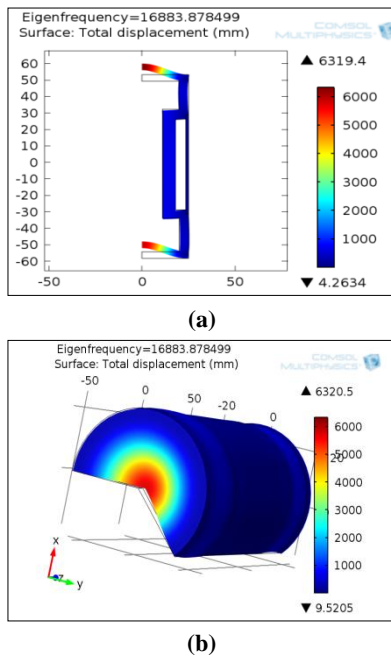 Eigenfrequency=16883.878499
Surface: Total displacement (mm)
COMSOL
MULTIPHYSICS
▲ 6319.4
60
50
40
30
20
10
0
-10
-20
-30
-40
-50
-60
-50 0 50
6000
5000
4000
3000
2000
1000
▼ 4.2634
(a)
Eigenfrequency=16883.878499
Surface: Total displacement (mm)
COMSOL
MULTIPHYSICS
▲ 6320.5
-50 0 50 -20 0
20
6000
5000
4000
3000
2000
1000
x
z
y
▼ 9.5205
(b)